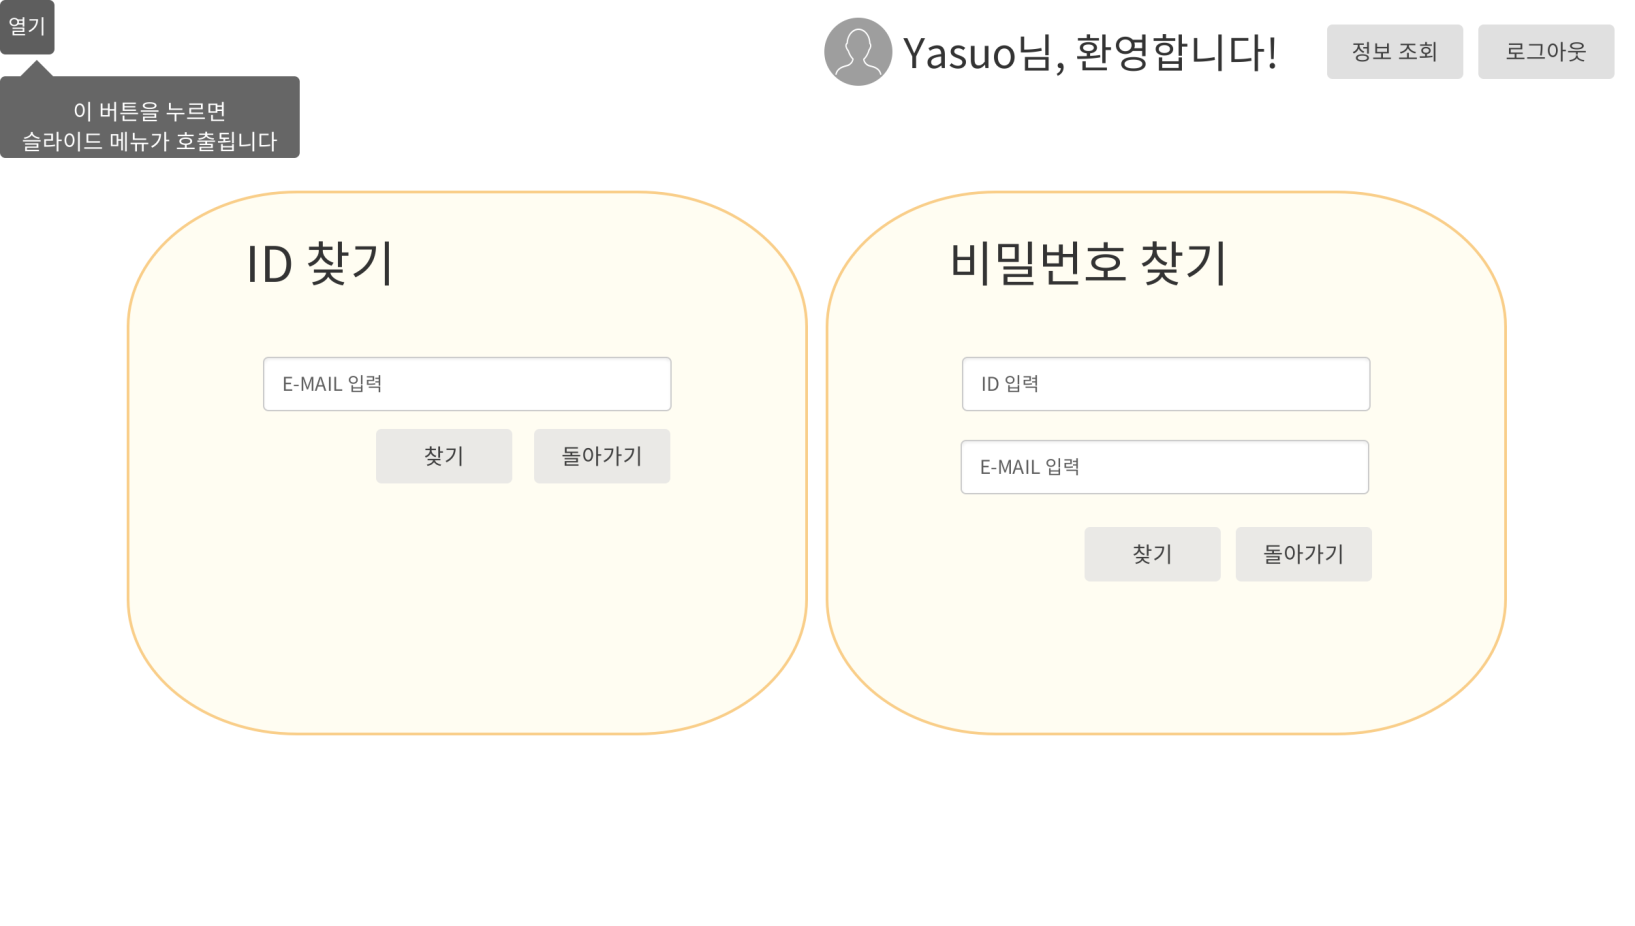 열기
Yasuo님, 환영합니다!
정보 조회
로그아웃
이 버튼을 누르면
슬라이드 메뉴가 호출됩니다
ID 찾기
E-MAIL 입력
찾기
돌아가기
비밀번호 찾기
ID 입력
E-MAIL 입력
찾기
돌아가기